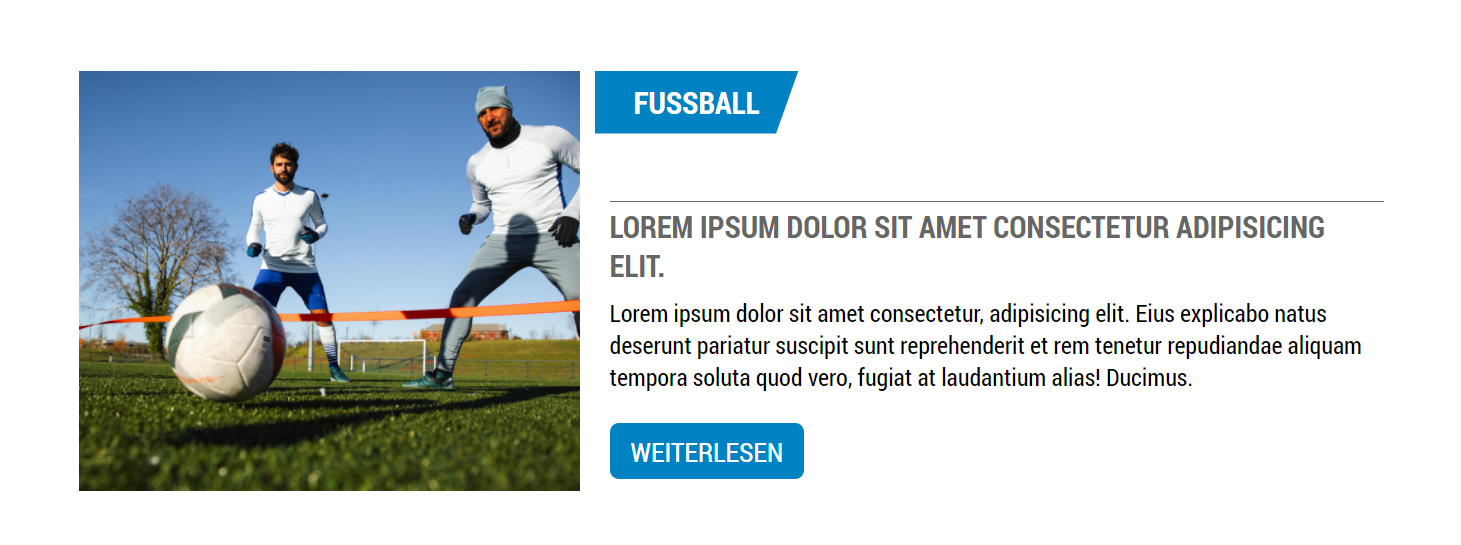 FUSSBALL
LOREM IPSUM DOLOR SIT AMET CONSECTETUR ADIPISICING
ELIT.
Lorem ipsum dolor sit amet consectetur, adipisicing elit. Eius explicabo natus
deserunt pariatur suscipit sunt reprehenderit et rem tenetur repudiandae aliquam
tempora soluta quod vero, fugiat at laudantium alias! Ducimus.
WEITERLESEN